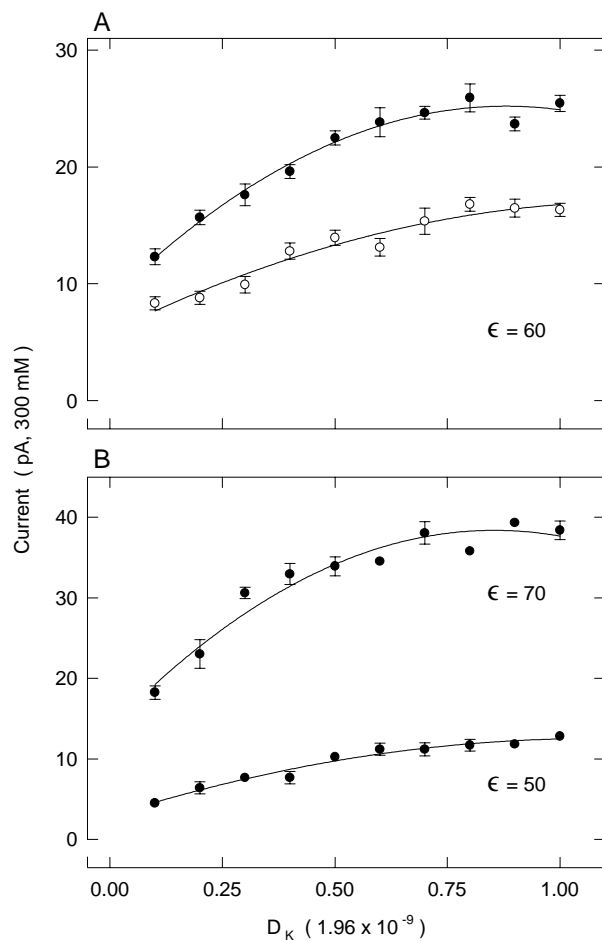 A
30
20
10
0
ϵ = 60
Current ( pA, 300 mM )
B
40
30
20
10
0
ϵ = 70
ϵ = 50
0.00 0.25 0.50 0.75 1.00
D_K ( 1.96 x 10^-9 )